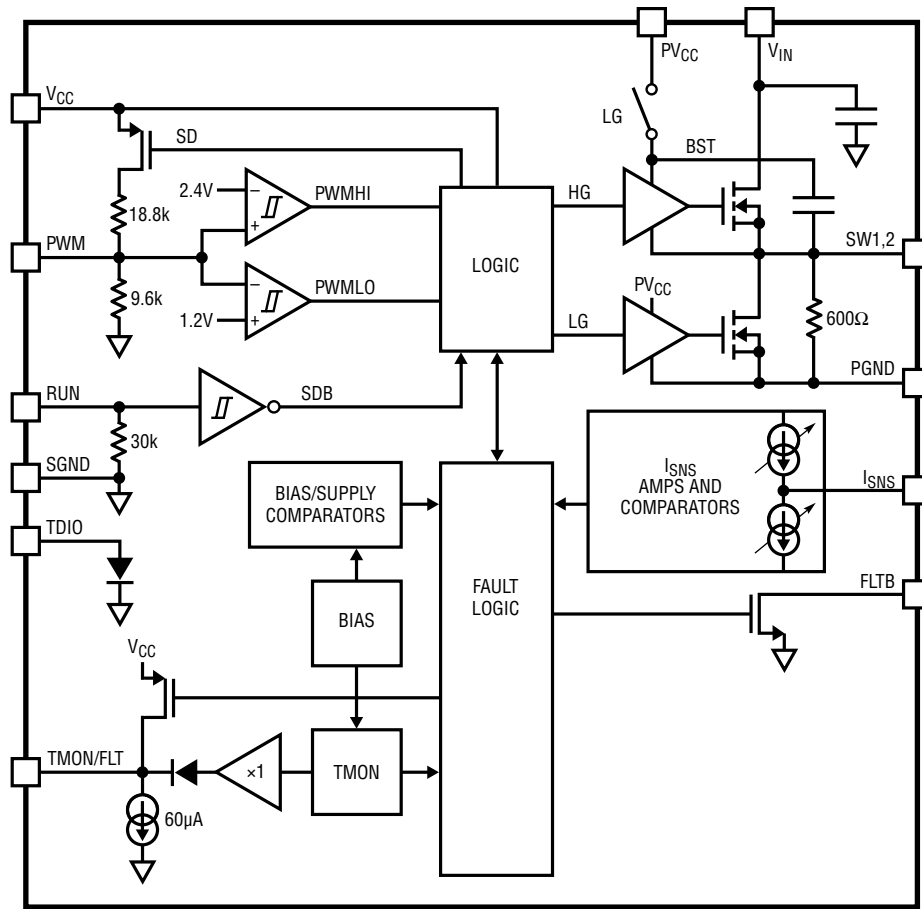 PVCC
VIN
VCC
SD
LG
BST
2.4V
PWMHI
HG
18.8k
PWM
LOGIC
SW1,2
PVCC
9.6k
PWMLO
1.2V
LG
600Ω
PGND
RUN
SDB
30k
SGND
BIAS/SUPPLY
COMPARATORS
ISNS
AMPS AND
COMPARATORS
ISNS
TDIO
FAULT
LOGIC
FLTB
BIAS
VCC
TMON/FLT
×1
TMON
60µA